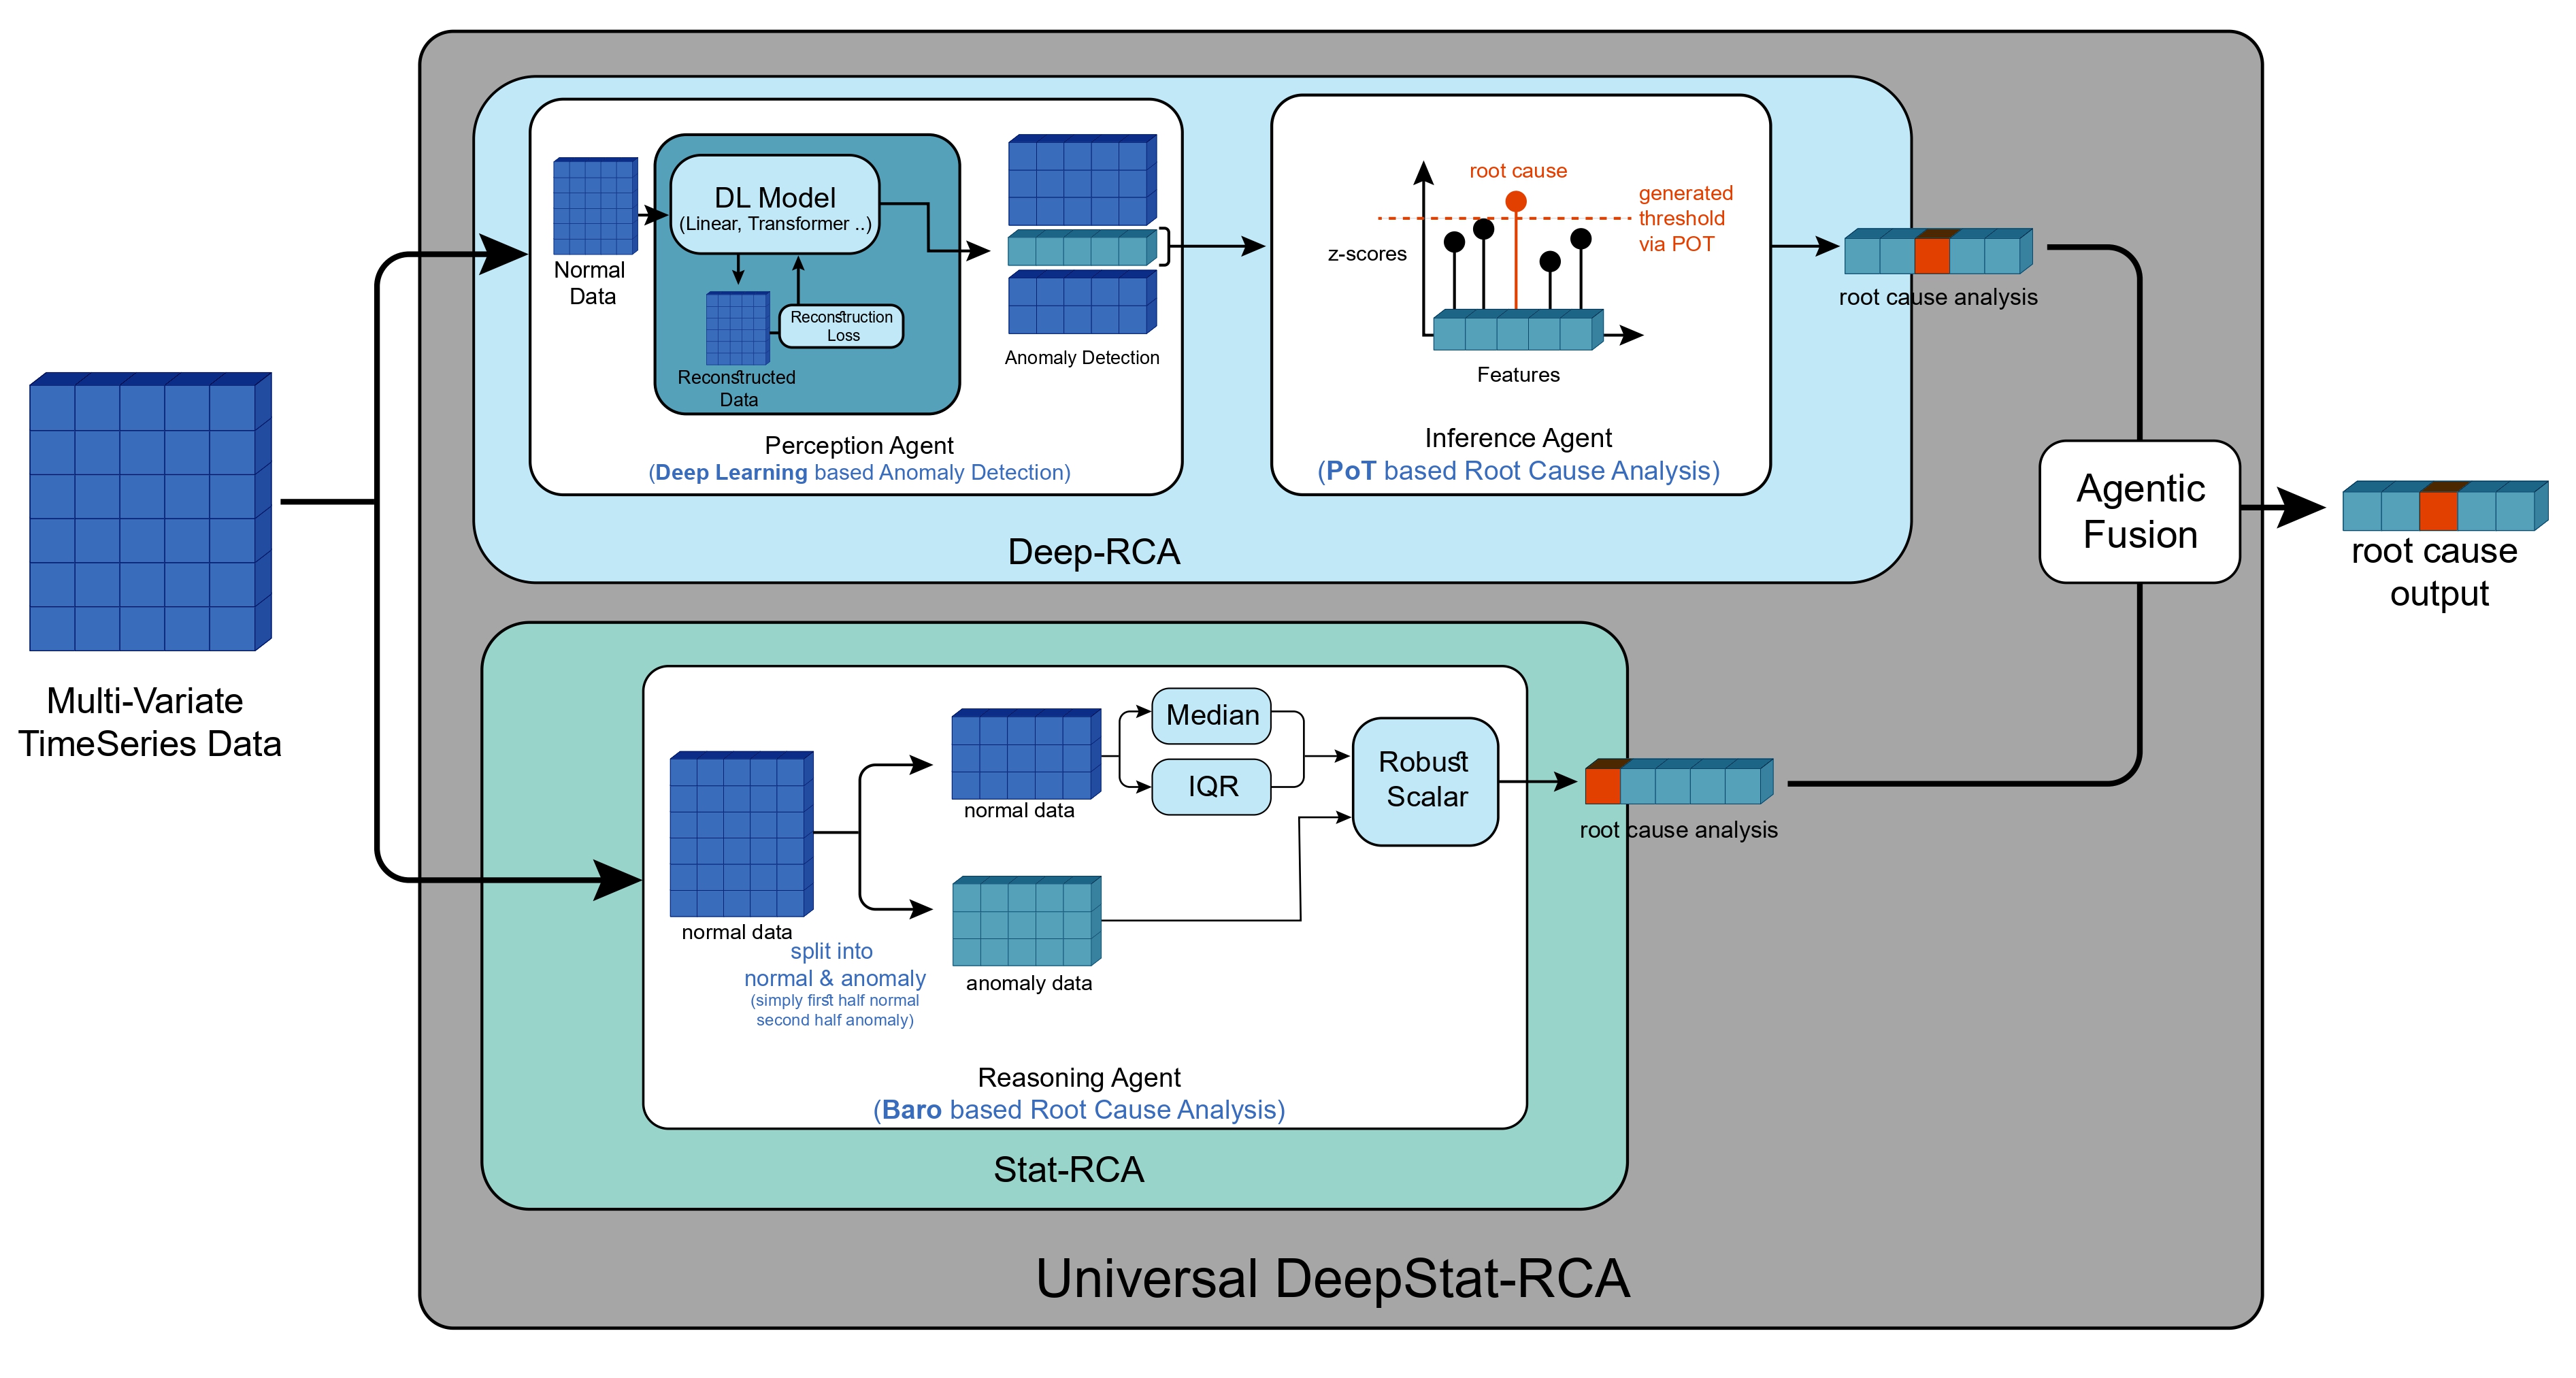 Multi-Variate
TimeSeries Data
Normal
Data
DL Model
(Linear, Transformer ..)
Reconstruction
Loss
Reconstructed
Data
Anomaly Detection
Perception Agent
(Deep Learning based Anomaly Detection)
root cause
generated
threshold
via POT
z-scores
Features
Inference Agent
(PoT based Root Cause Analysis)
root cause analysis
Deep-RCA
Agentic
Fusion
root cause
output
normal data
split into
normal & anomaly
(simply first half normal
second half anomaly)
normal data
anomaly data
Median
IQR
Robust
Scalar
root cause analysis
Reasoning Agent
(Baro based Root Cause Analysis)
Stat-RCA
Universal DeepStat-RCA